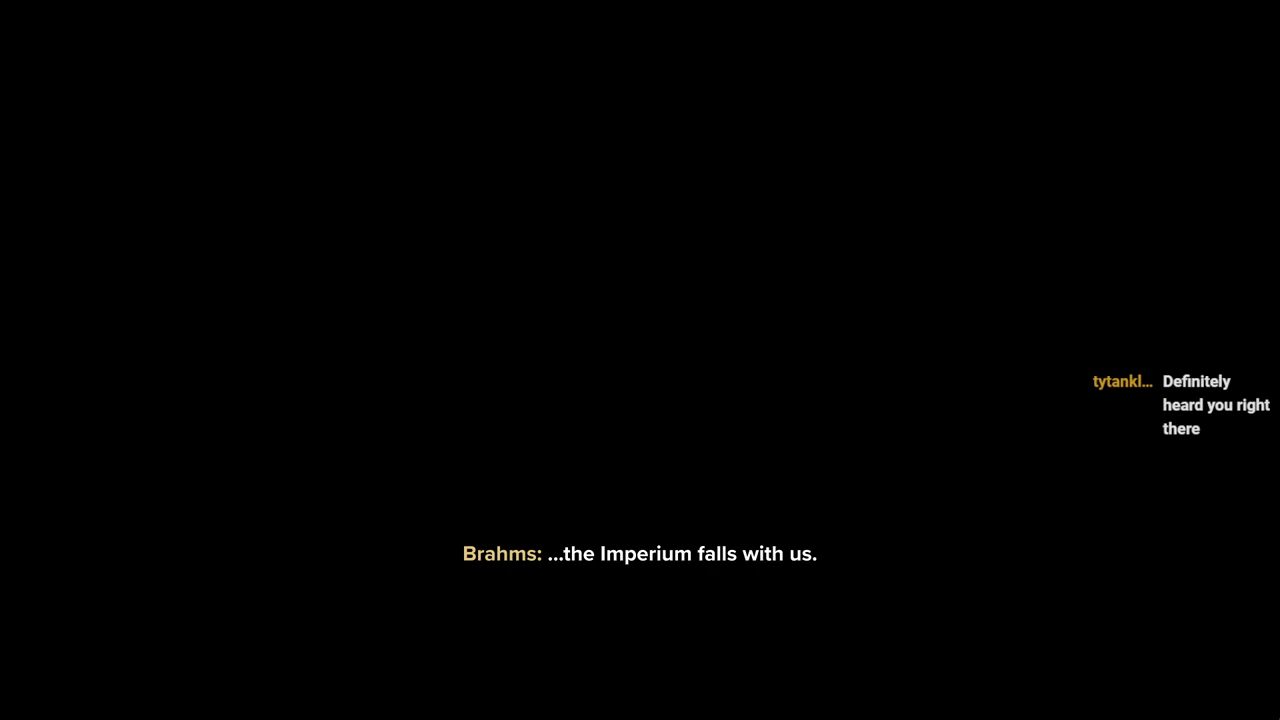 tytankl... Definitely
heard you right
there
Brahms: ...the Imperium falls with us.